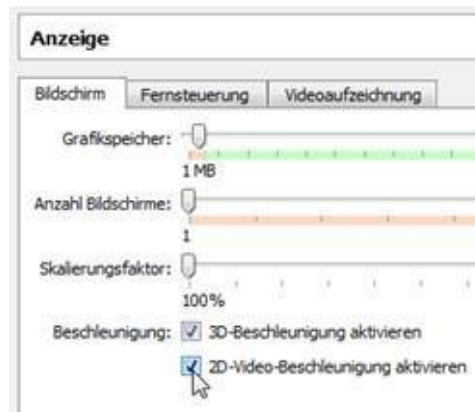 Anzeige
Bildschirm Fernsteuerung Videoaufzeichnung
Grafikspeicher:
1 MB
Anzahl Bildschirme:
1
Skalierungsfaktor:
100%
Beschleunigung: 3D-Beschleunigung aktivieren
2D-Video-Beschleunigung aktivieren